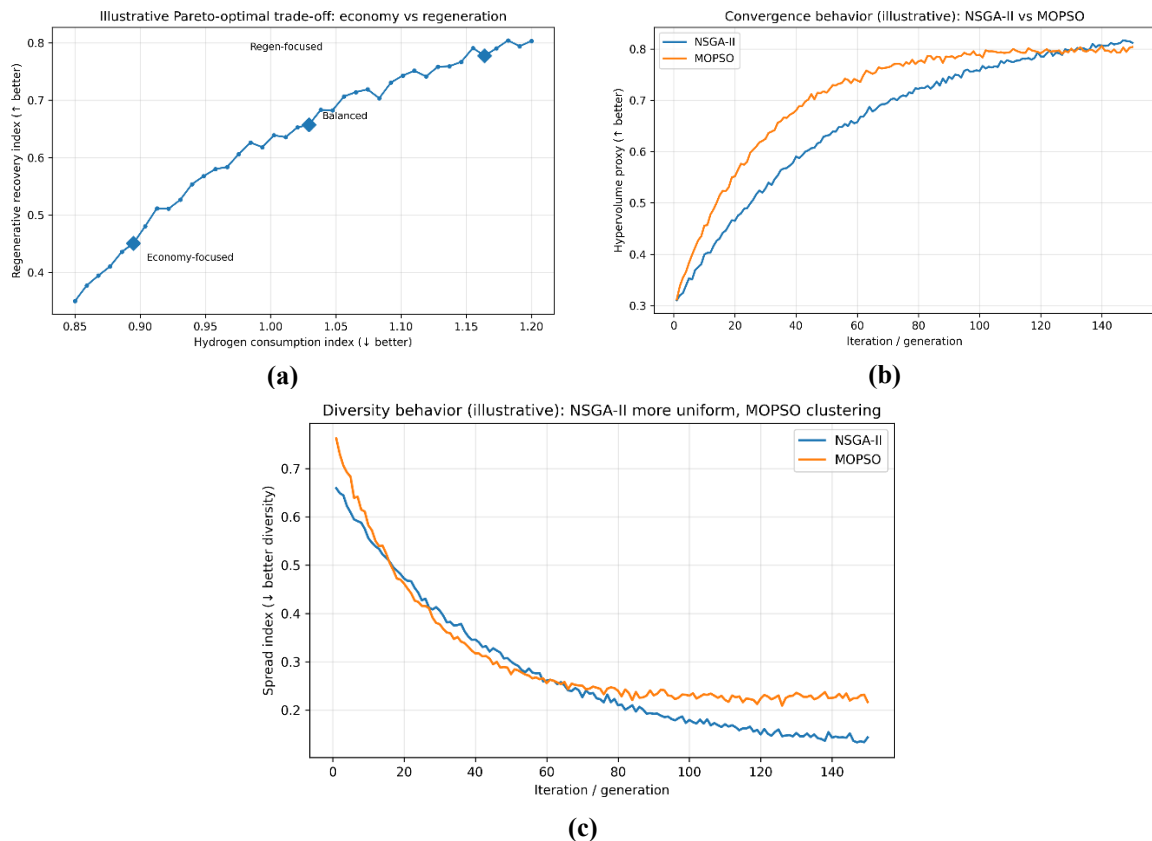 Illustrative Pareto-optimal trade-off: economy vs regeneration
Regenerative recovery index (↑ better)
0.8
0.7
0.6
0.5
0.4
Regen-focused
Balanced
Economy-focused
0.85 0.90 0.95 1.00 1.05 1.10 1.15 1.20
Hydrogen consumption index (↓ better)
(a)
Convergence behavior (illustrative): NSGA-II vs MOPSO
NSGA-II
MOPSO
Hypervolume proxy (↑ better)
0.8
0.7
0.6
0.5
0.4
0.3
0 20 40 60 80 100 120 140
Iteration / generation
(b)
Diversity behavior (illustrative): NSGA-II more uniform, MOPSO clustering
NSGA-II
MOPSO
Spread index (↓ better diversity)
0.7
0.6
0.5
0.4
0.3
0.2
0 20 40 60 80 100 120 140
Iteration / generation
(c)